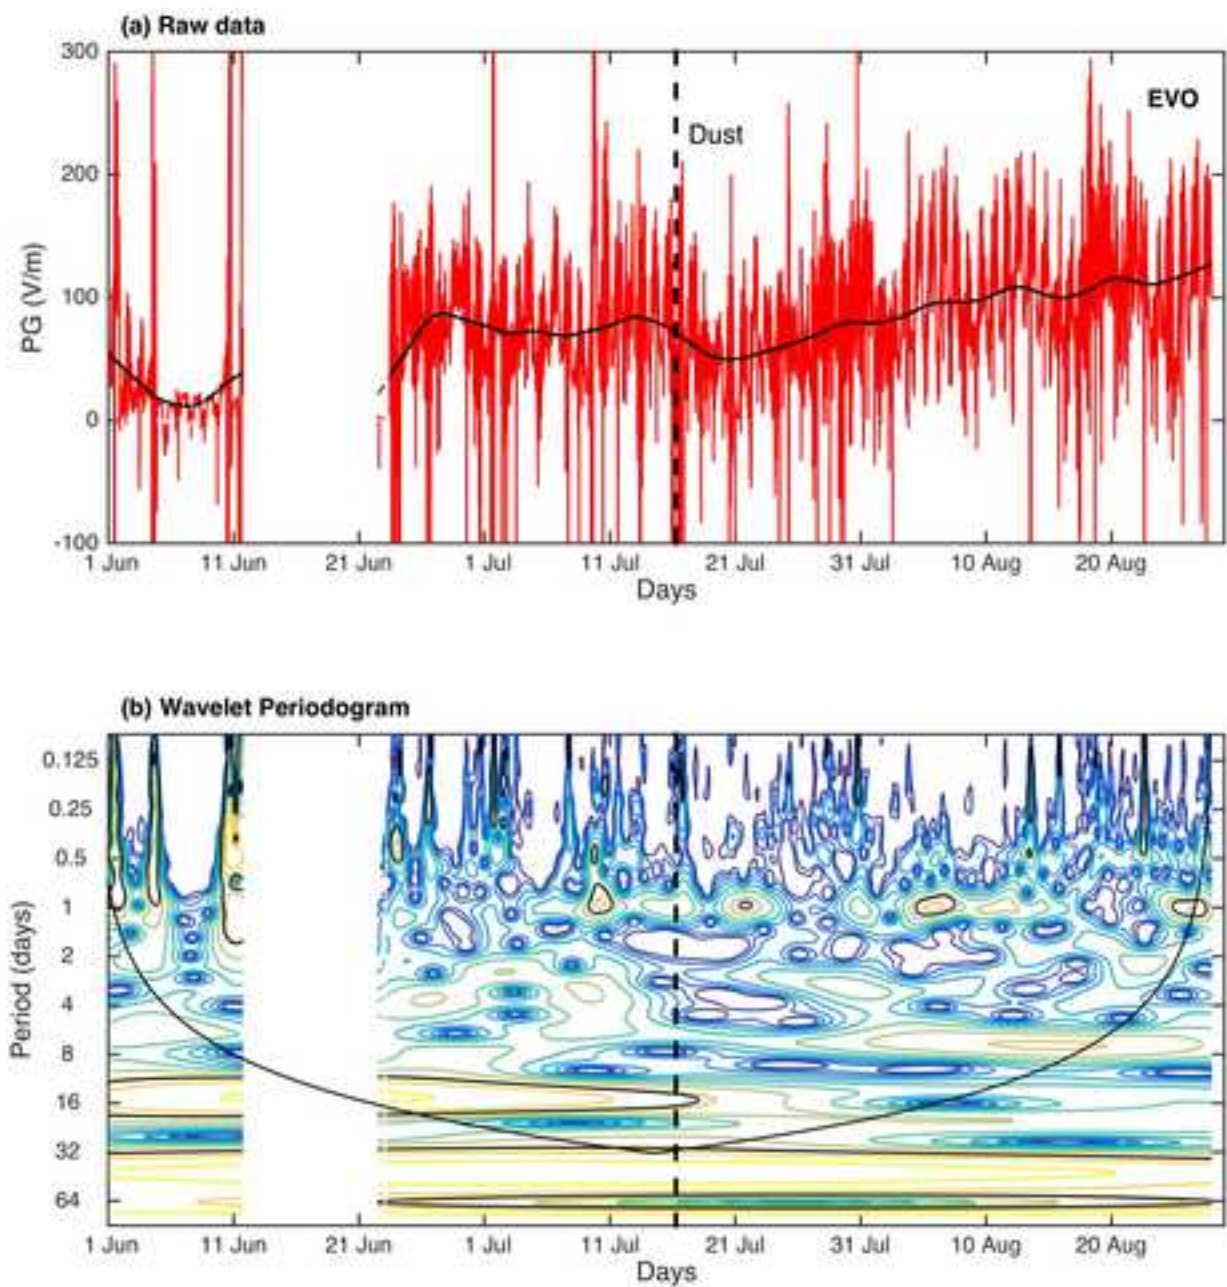 (a) Raw data
300
EVO
Dust
200
100
0
-100
PG (V/m)
1 Jun 11 Jun 21 Jun 1 Jul 11 Jul 21 Jul 31 Jul 10 Aug 20 Aug
Days
(b) Wavelet Periodogram
0.125
0.25
0.5
1
2
4
8
16
32
64
Period (days)
1 Jun 11 Jun 21 Jun 1 Jul 11 Jul 21 Jul 31 Jul 10 Aug 20 Aug
Days